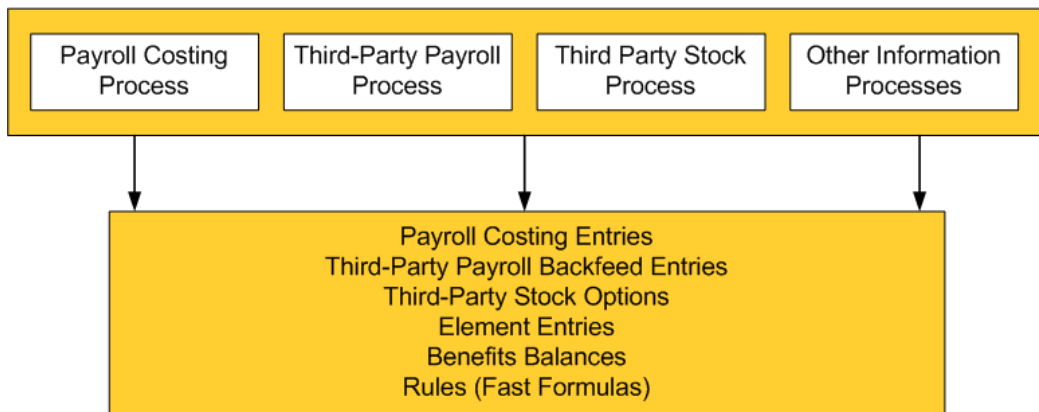 Payroll Costing
Process
Third-Party Payroll
Process
Third Party Stock
Process
Other Information
Processes
Payroll Costing Entries
Third-Party Payroll Backfeed Entries
Third-Party Stock Options
Element Entries
Benefits Balances
Rules (Fast Formulas)